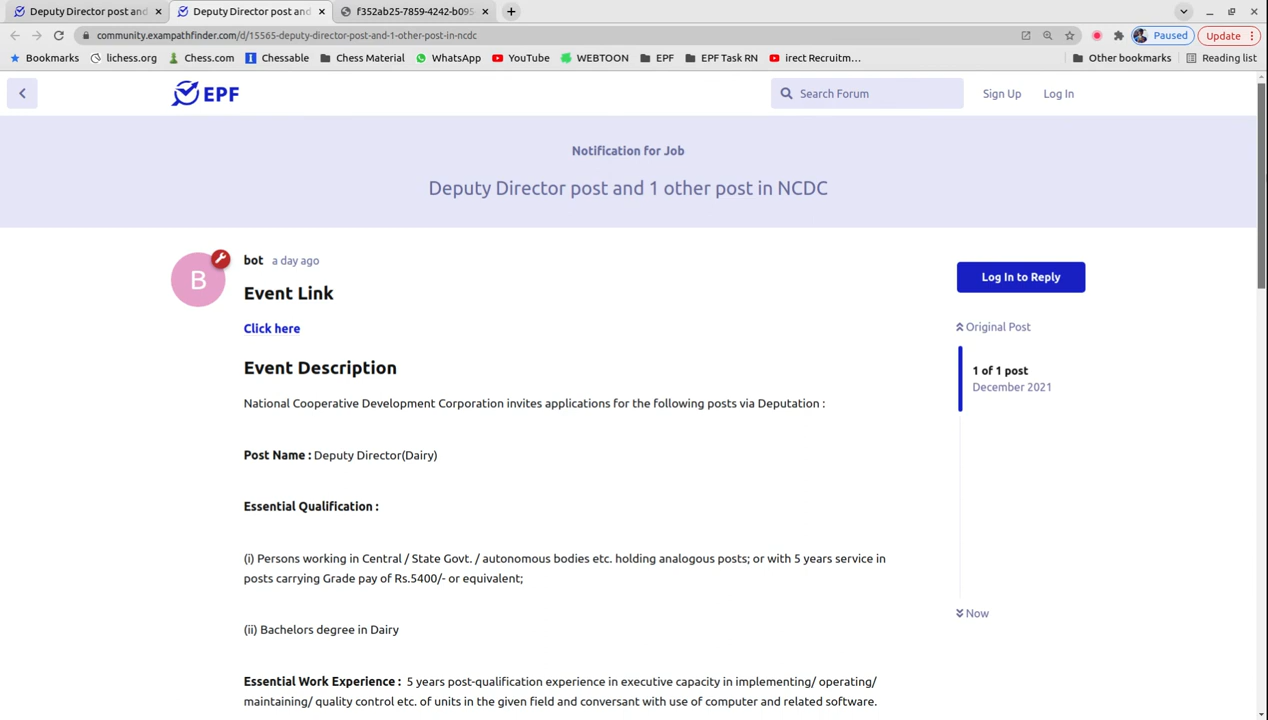 Deputy Director post and
Deputy Director post and
f352ab25-7859-4242-b095
community.exampathfinder.com/d/15565-deputy-director-post-and-1-other-post-in-ncdc
Paused
Update
Bookmarks
lichess.org
Chess.com
Chessable
Chess Material
WhatsApp
YouTube
WEBTOON
EPF
EPF Task RN
irect Recruitm…
Other bookmarks
Reading list
EPF
Search Forum
Sign Up
Log In
Notification for Job
Deputy Director post and 1 other post in NCDC
B
bot a day ago
Log In to Reply
Event Link
Click here
Original Post
1 of 1 post
December 2021
Now
Event Description
National Cooperative Development Corporation invites applications for the following posts via Deputation :
Post Name : Deputy Director(Dairy)
Essential Qualification :
(i) Persons working in Central / State Govt. / autonomous bodies etc. holding analogous posts; or with 5 years service in
posts carrying Grade pay of Rs.5400/- or equivalent;
(ii) Bachelors degree in Dairy
Essential Work Experience : 5 years post-qualification experience in executive capacity in implementing/ operating/
maintaining/ quality control etc. of units in the given field and conversant with use of computer and related software.